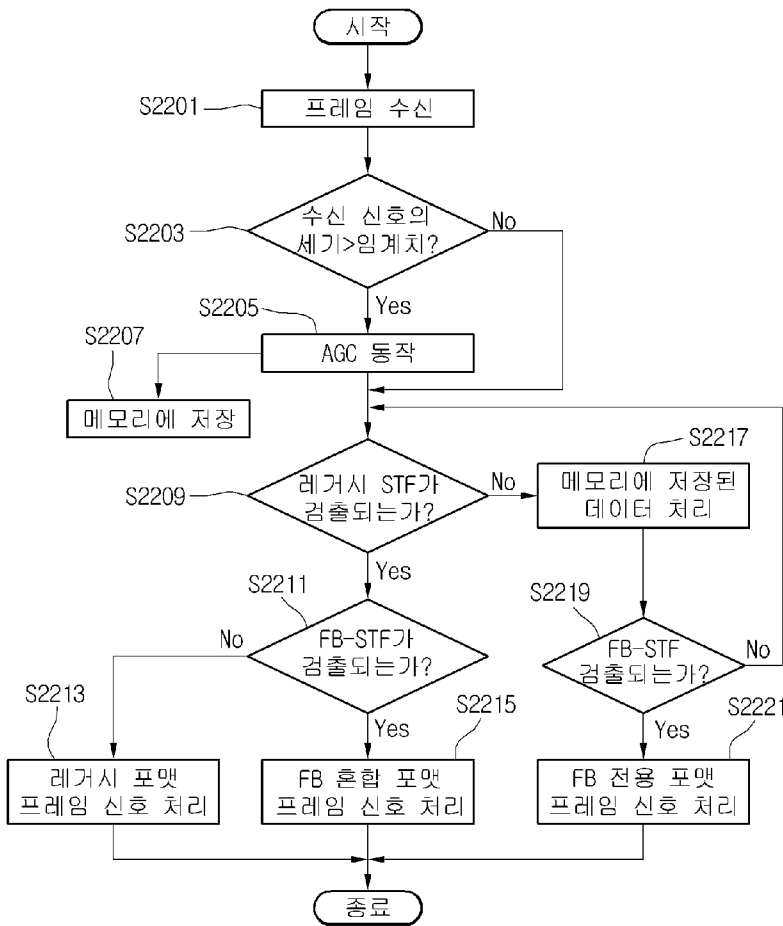 시작
S2201
프레임 수신
S2203
수신 신호의
세기>임계치?
No
Yes
S2205
AGC 동작
S2207
메모리에 저장
S2209
레거시 STF가
검출되는가?
No
Yes
S2217
메모리에 저장된
데이터 처리
S2211
FB-STF가
검출되는가?
No
Yes
S2219
FB-STF
검출되는가?
No
Yes
S2213
레거시 포맷
프레임 신호 처리
S2215
FB 혼합 포맷
프레임 신호 처리
S2221
FB 전용 포맷
프레임 신호 처리
종료